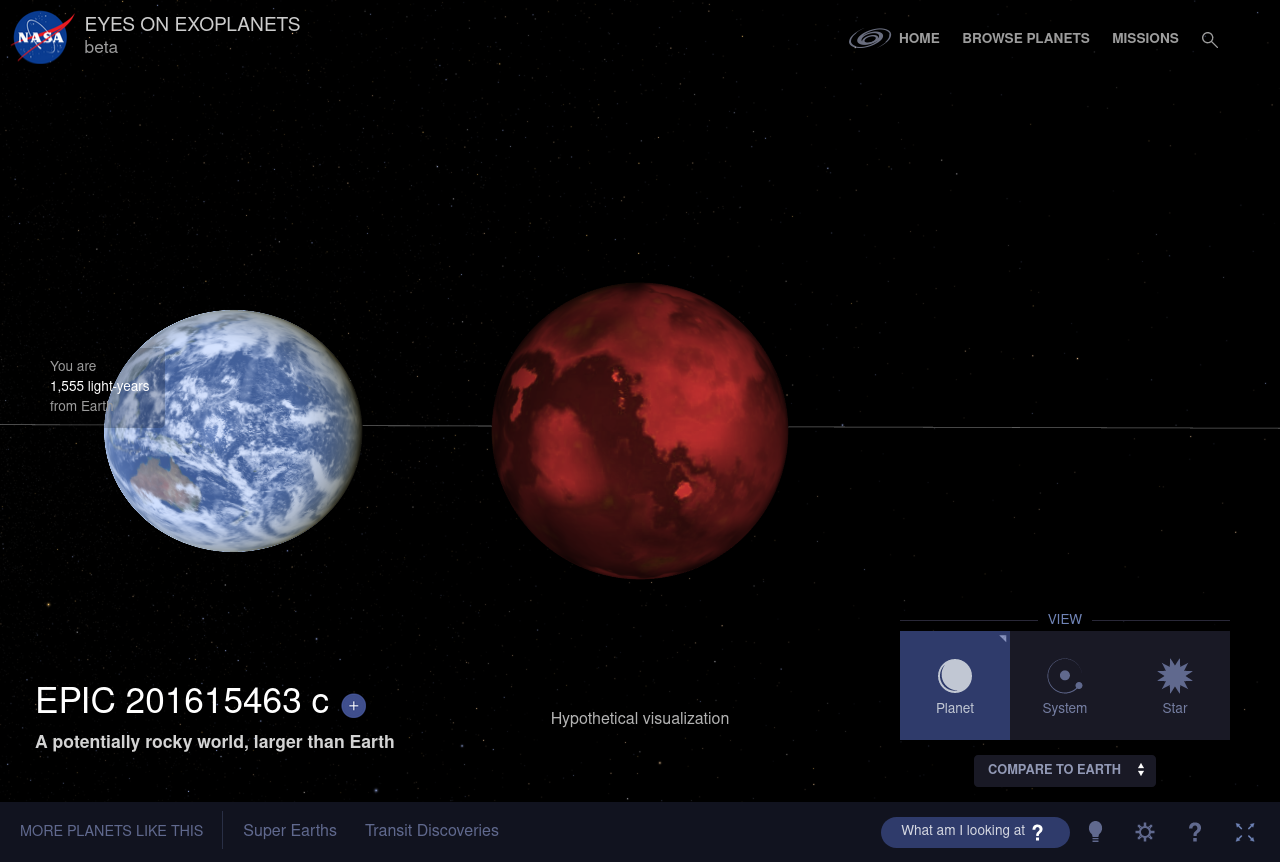 NASA
EYES ON EXOPLANETS
beta
HOME
BROWSE PLANETS
MISSIONS
You are
1,555 light-years
from Earth
VIEW
Planet
System
Star
EPIC 201615463 c +
A potentially rocky world, larger than Earth
Hypothetical visualization
COMPARE TO EARTH
MORE PLANETS LIKE THIS
Super Earths
Transit Discoveries
What am I looking at ?
?